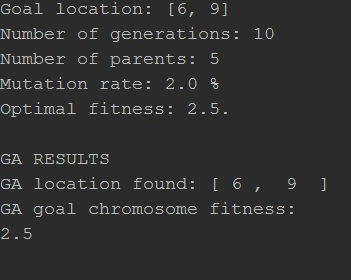 Goal location: [6, 9]
Number of generations: 10
Number of parents: 5
Mutation rate: 2.0 %
Optimal fitness: 2.5.
GA RESULTS
GA location found: [ 6 ,  9  ]
GA goal chromosome fitness:
2.5